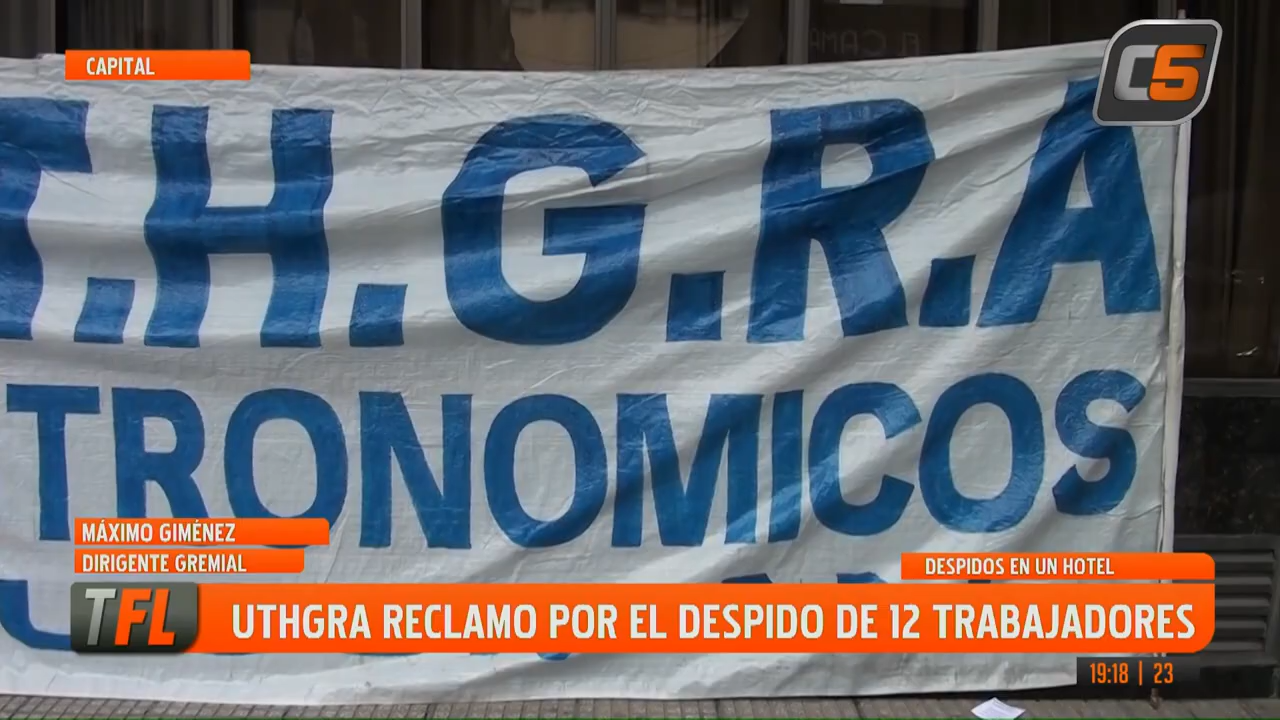 CAPITAL
C5
T.H.G.R.A
TRONOMICOS
MÁXIMO GIMÉNEZ
DIRIGENTE GREMIAL
DESPIDOS EN UN HOTEL
TFL
UTHGRA RECLAMO POR EL DESPIDO DE 12 TRABAJADORES
19:18 | 23